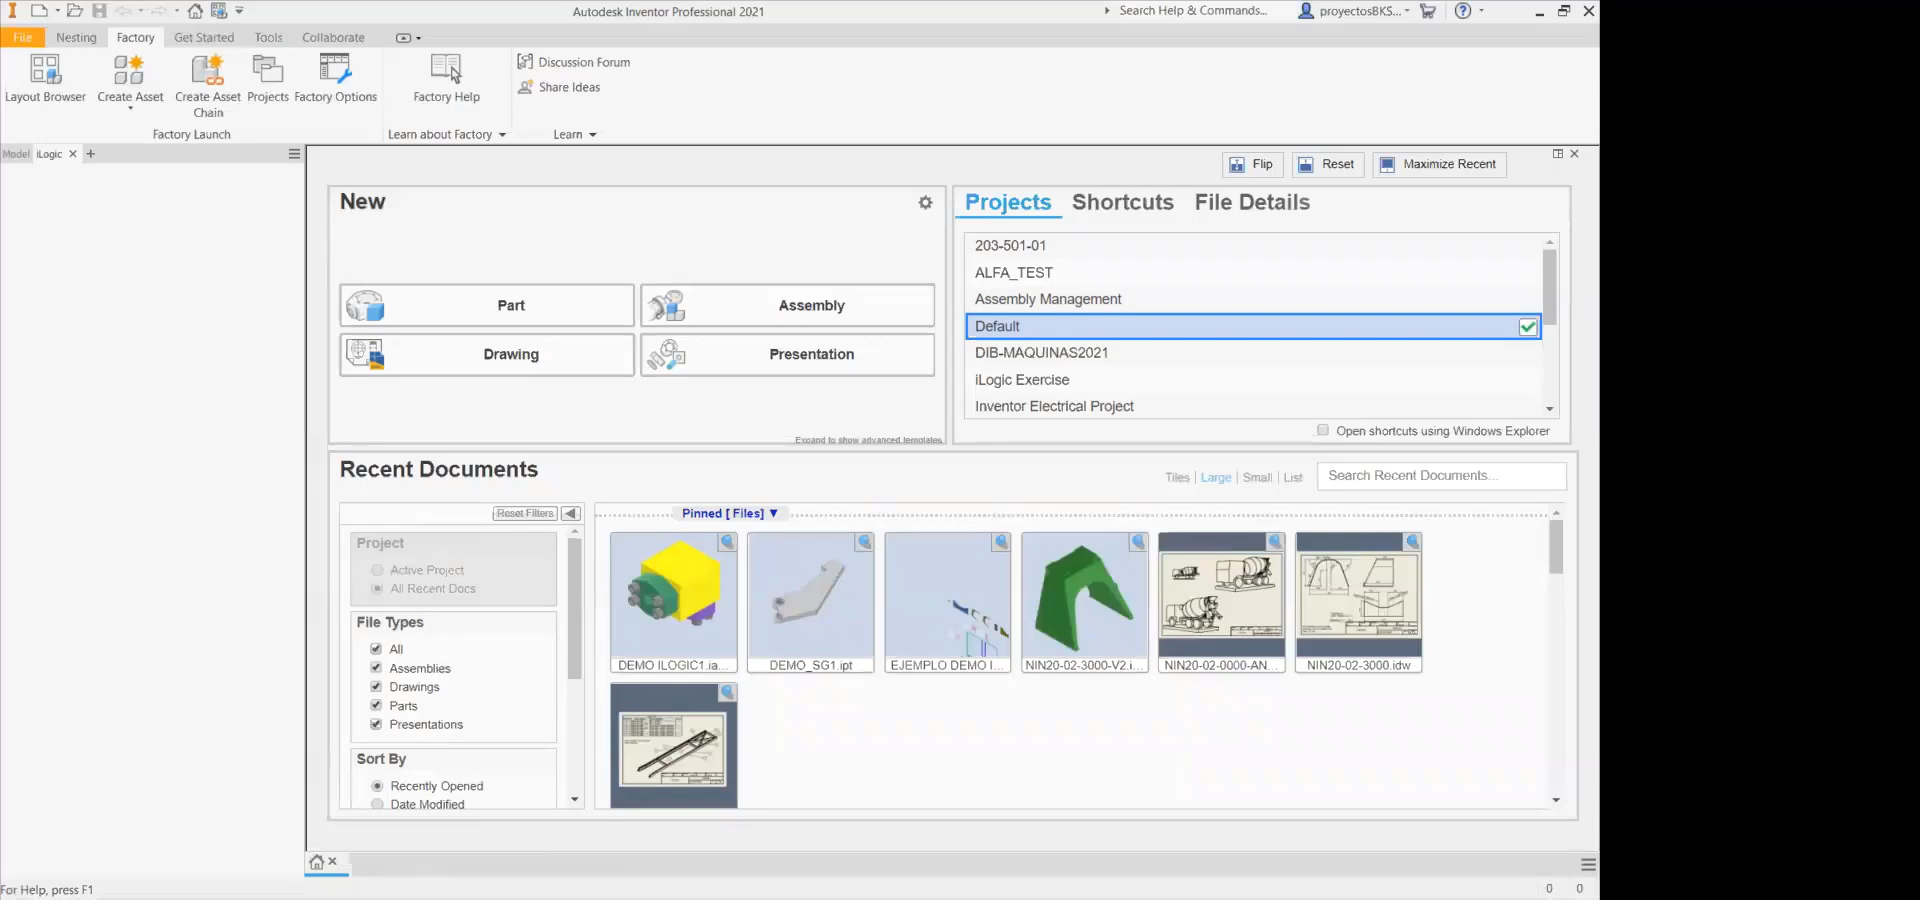 Autodesk Inventor Professional 2021
Search Help & Commands...
proyectosBKS...
File
Nesting
Factory
Get Started
Tools
Collaborate
Layout Browser
Create Asset
Create Asset
Chain
Projects
Factory Options
Factory Help
Discussion Forum
Share Ideas
Factory Launch
Learn about Factory
Learn
Model
iLogic
Flip
Reset
Maximize Recent
New
Part
Assembly
Drawing
Presentation
Expand to show advanced templates
Projects
Shortcuts
File Details
203-501-01
ALFA_TEST
Assembly Management
Default
DIB-MAQUINAS2021
iLogic Exercise
Inventor Electrical Project
Open shortcuts using Windows Explorer
Recent Documents
Tiles | Large | Small | List
Search Recent Documents...
Reset Filters
Project
Active Project
All Recent Docs
File Types
All
Assemblies
Drawings
Parts
Presentations
Sort By
Recently Opened
Date Modified
Pinned [ Files] ▼
DEMO ILOGIC1.ia...
DEMO_SG1.ipt
EJEMPLO DEMO I...
NIN20-02-3000-V2.i...
NIN20-02-0000-AN...
NIN20-02-3000.idw
For Help, press F1
0 0